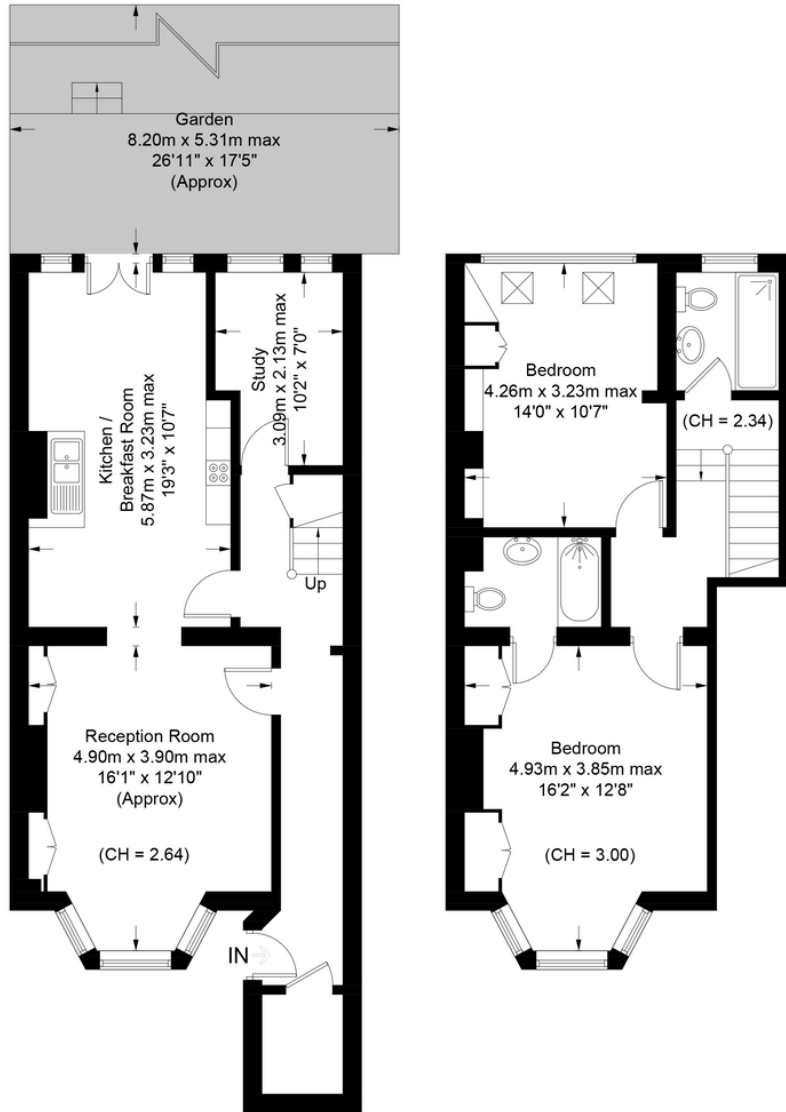 Garden
8.20m x 5.31m max
26'11" x 17'5"
(Approx)
Kitchen /
Breakfast Room
5.87m x 3.23m max
19'3" x 10'7"
Study
3.09m x 2.13m max
10'2" x 7'0"
Up
Reception Room
4.90m x 3.90m max
16'1" x 12'10"
(Approx)
(CH = 2.64)
IN
Bedroom
4.26m x 3.23m max
14'0" x 10'7"
(CH = 2.34)
Bedroom
4.93m x 3.85m max
16'2" x 12'8"
(CH = 3.00)